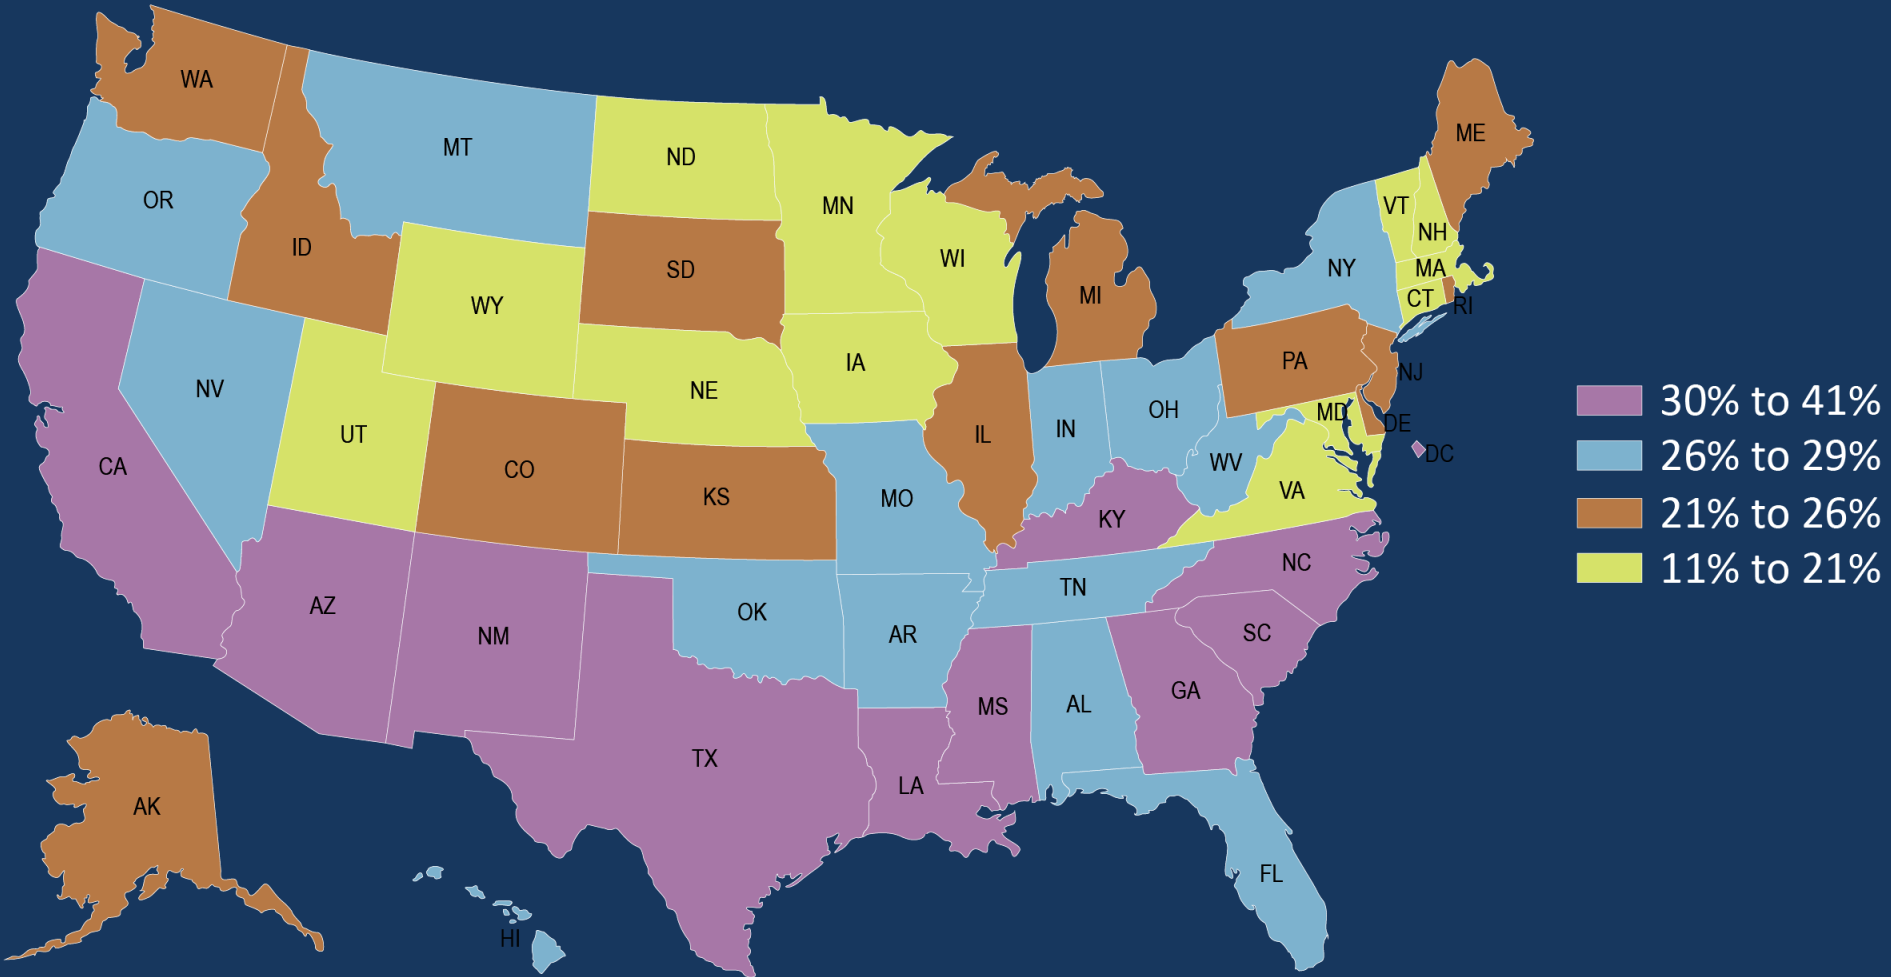 WA
MT
ND
MN
ME
OR
ID
SD
WI
MI
VT
NH
NY
MA
CT
RI
WY
NE
IA
PA
NJ
NV
UT
CO
KS
IL
IN
OH
MD
DE
DC
WV
VA
CA
MO
KY
NC
AZ
NM
OK
AR
TN
SC
GA
MS
AL
TX
LA
FL
AK
HI
30% to 41%
26% to 29%
21% to 26%
11% to 21%